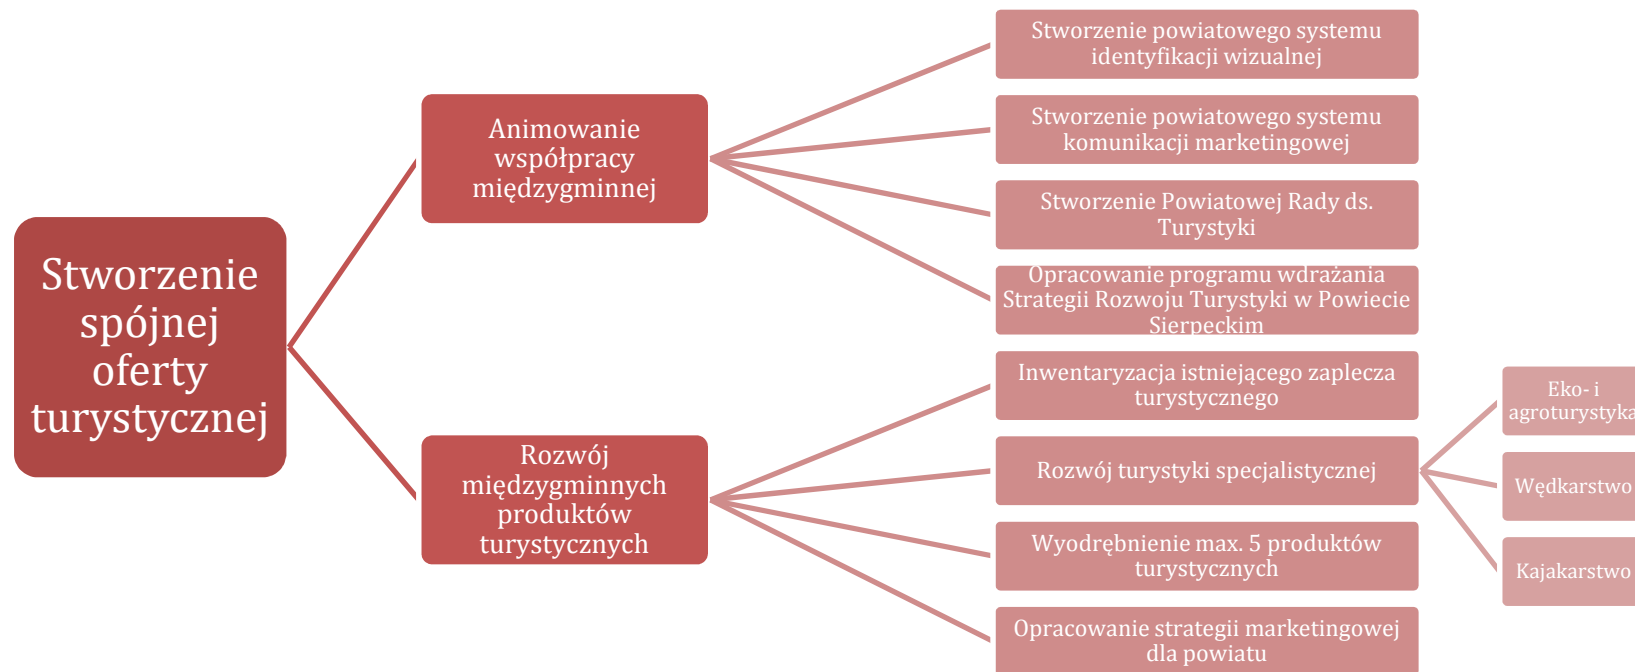 Stworzenie
spójnej
oferty
turystycznej
Animowanie
współpracy
międzygminnej
Stworzenie powiatowego systemu
identyfikacji wizualnej
Stworzenie powiatowego systemu
komunikacji marketingowej
Stworzenie Powiatowej Rady ds.
Turystyki
Opracowanie programu wdrażania
Strategii Rozwoju Turystyki w Powiecie
Sierpeckim
Rozwój
międzygminnych
produktów
turystycznych
Inwentaryzacja istniejącego zaplecza
turystycznego
Rozwój turystyki specjalistycznej
Eko- i
agroturystyka
Wędkarstwo
Kajakarstwo
Wyodrębnienie max. 5 produktów
turystycznych
Opracowanie strategii marketingowej
dla powiatu